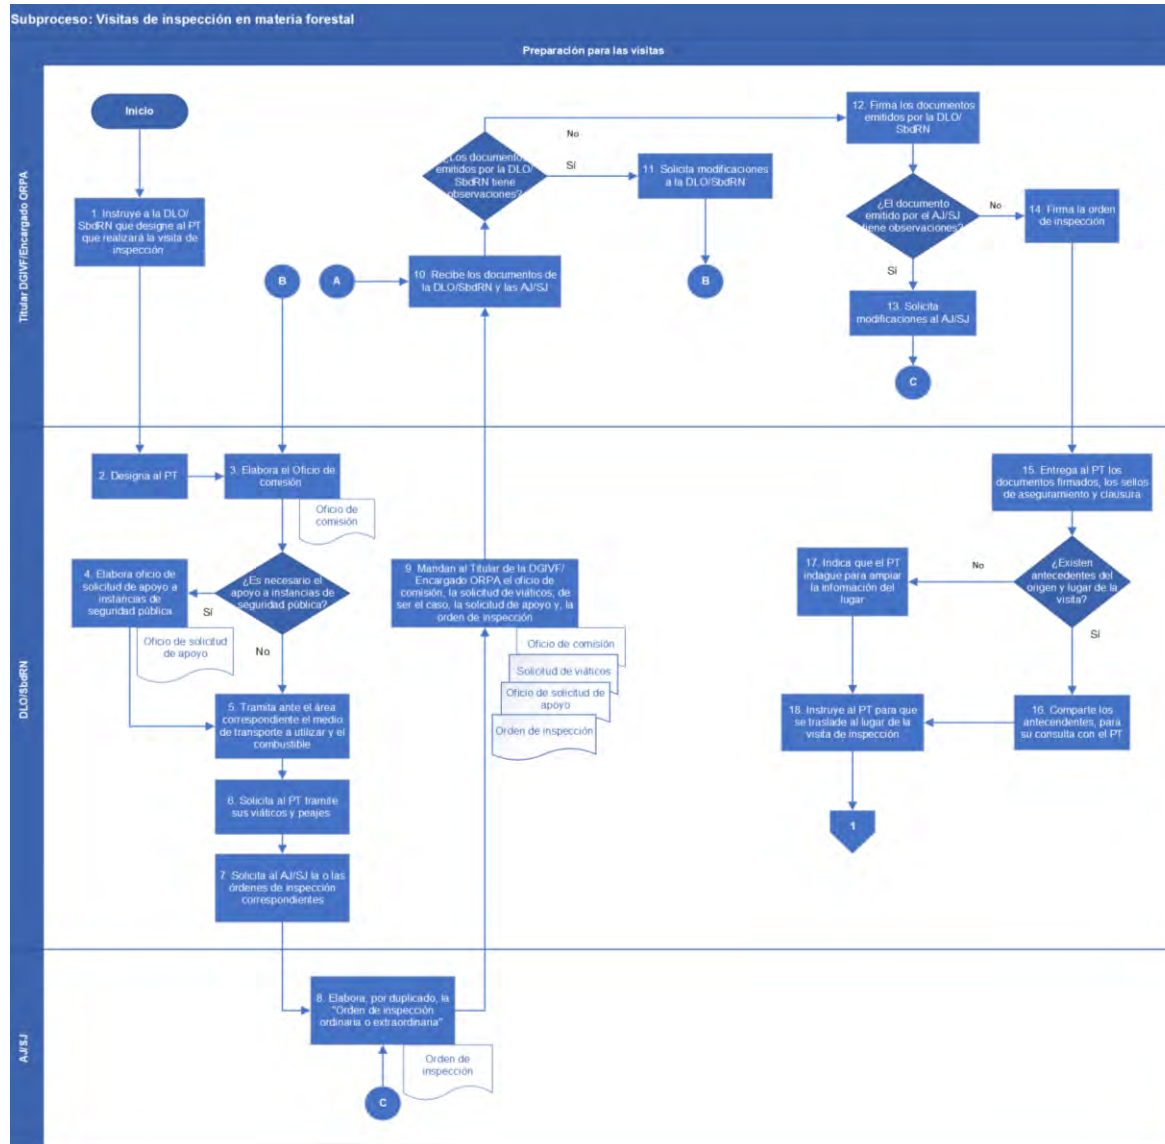 Subproceso: Visitas de inspección en materia forestal
Preparación para las visitas
Titular DGIVF/Encargado ORPA
Inicio
1. Instruye a la DLO/
SbdRN que designe al PT
que realizará la visita de
inspección
B
A
10. Recibe los documentos de
la DLO/SbdRN y las AJ/SJ
¿Los documentos
emitidos por la DLO/
SbdRN tiene
observaciones?
No
Sí
11. Solicita modificaciones
a la DLO/SbdRN
B
12. Firma los documentos
emitidos por la DLO/
SbdRN
¿El documento
emitido por el AJ/SJ
tiene observaciones?
No
Sí
14. Firma la orden
de inspección
13. Solicita
modificaciones al AJ/SJ
C
DLO/SbdRN
2. Designa al PT
3. Elabora el Oficio de
comisión
Oficio de
comisión
¿Es necesario el
apoyo a instancias de
seguridad pública?
Sí
No
4. Elabora oficio de
solicitud de apoyo a
instancias de
seguridad pública
Oficio de solicitud
de apoyo
5. Tramita ante el área
correspondiente el medio
de transporte a utilizar y el
combustible
6. Solicita al PT tramite
sus viáticos y peajes
7. Solicita al AJ/SJ la o las
órdenes de inspección
correspondientes
9. Mandan al Titular de la DGIVF/
Encargado ORPA el oficio de
comisión, la solicitud de viáticos, de
ser el caso, la solicitud de apoyo y, la
orden de inspección
Oficio de comisión
Solicitud de viáticos
Oficio de solicitud de
apoyo
Orden de inspección
15. Entrega al PT los
documentos firmados, los sellos
de aseguramiento y clausura
¿Existen
antecedentes del
origen y lugar de la
visita?
No
Sí
17. Indica que el PT
indague para ampliar
la información del
lugar
16. Comparte los
antecendentes, para
su consulta con el PT
18. Instruye al PT para que
se traslade al lugar de la
visita de inspección
1
AJ/SJ
8. Elabora, por duplicado, la
"Orden de inspección
ordinaria o extraordinaria"
Orden de
inspección
C